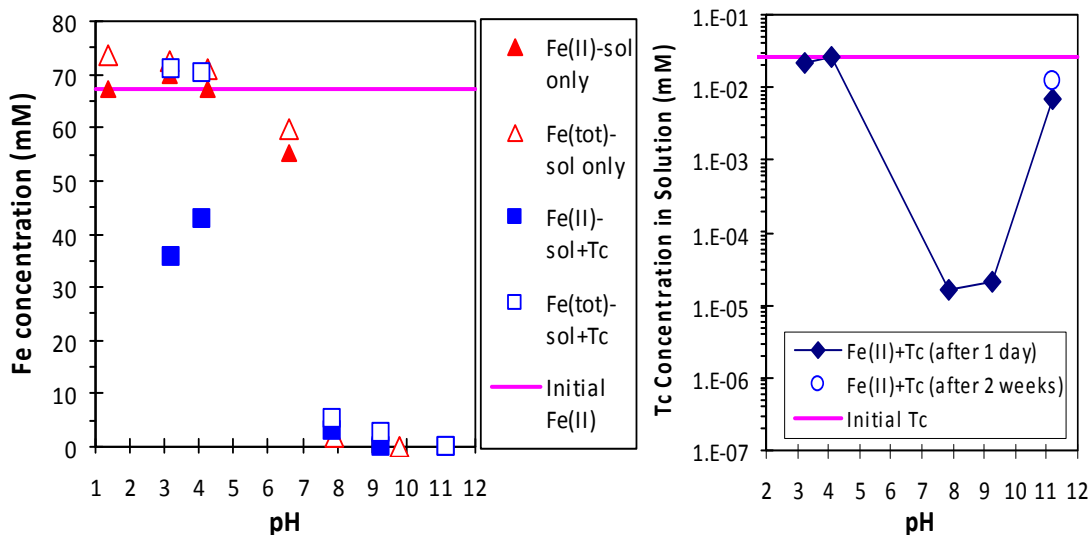 80
70
60
50
40
30
20
10
0
Fe concentration (mM)
1 2 3 4 5 6 7 8 9 10 11 12
pH
Fe(II)-sol
only
Fe(tot)-
sol only
Fe(II)-
sol+Tc
Fe(tot)-
sol+Tc
Initial
Fe(II)
1.E-01
1.E-02
1.E-03
1.E-04
1.E-05
1.E-06
1.E-07
Tc Concentration in Solution (mM)
Fe(II)+Tc (after 1 day)
Fe(II)+Tc (after 2 weeks)
Initial Tc
2 3 4 5 6 7 8 9 10 11 12
pH